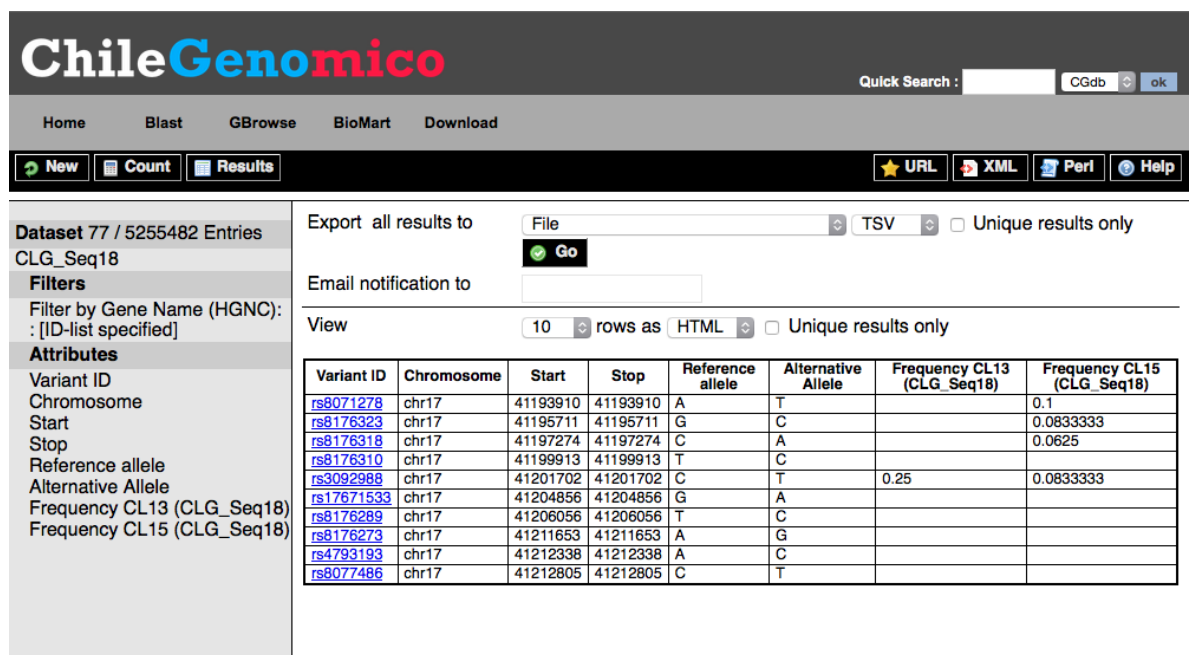 ChileGenomico
Quick Search : CGdb ok
Home Blast GBrowse BioMart Download
New Count Results URL XML Perl Help
Dataset 77 / 5255482 Entries
CLG_Seq18
Filters
Filter by Gene Name (HGNC):
: [ID-list specified]
Attributes
Variant ID
Chromosome
Start
Stop
Reference allele
Alternative Allele
Frequency CL13 (CLG_Seq18)
Frequency CL15 (CLG_Seq18)
Export all results to File TSV Unique results only
Go
Email notification to
View 10 rows as HTML Unique results only
Variant ID Chromosome Start Stop Reference allele Alternative Allele Frequency CL13 (CLG_Seq18) Frequency CL15 (CLG_Seq18)
rs8071278 chr17 41193910 41193910 A T 0.1
rs8176323 chr17 41195711 41195711 G C 0.0833333
rs8176318 chr17 41197274 41197274 C A 0.0625
rs8176310 chr17 41199913 41199913 T C
rs3092988 chr17 41201702 41201702 C T 0.25 0.0833333
rs17671533 chr17 41204856 41204856 G A
rs8176289 chr17 41206056 41206056 T C
rs8176273 chr17 41211653 41211653 A G
rs4793193 chr17 41212338 41212338 A C
rs8077486 chr17 41212805 41212805 C T